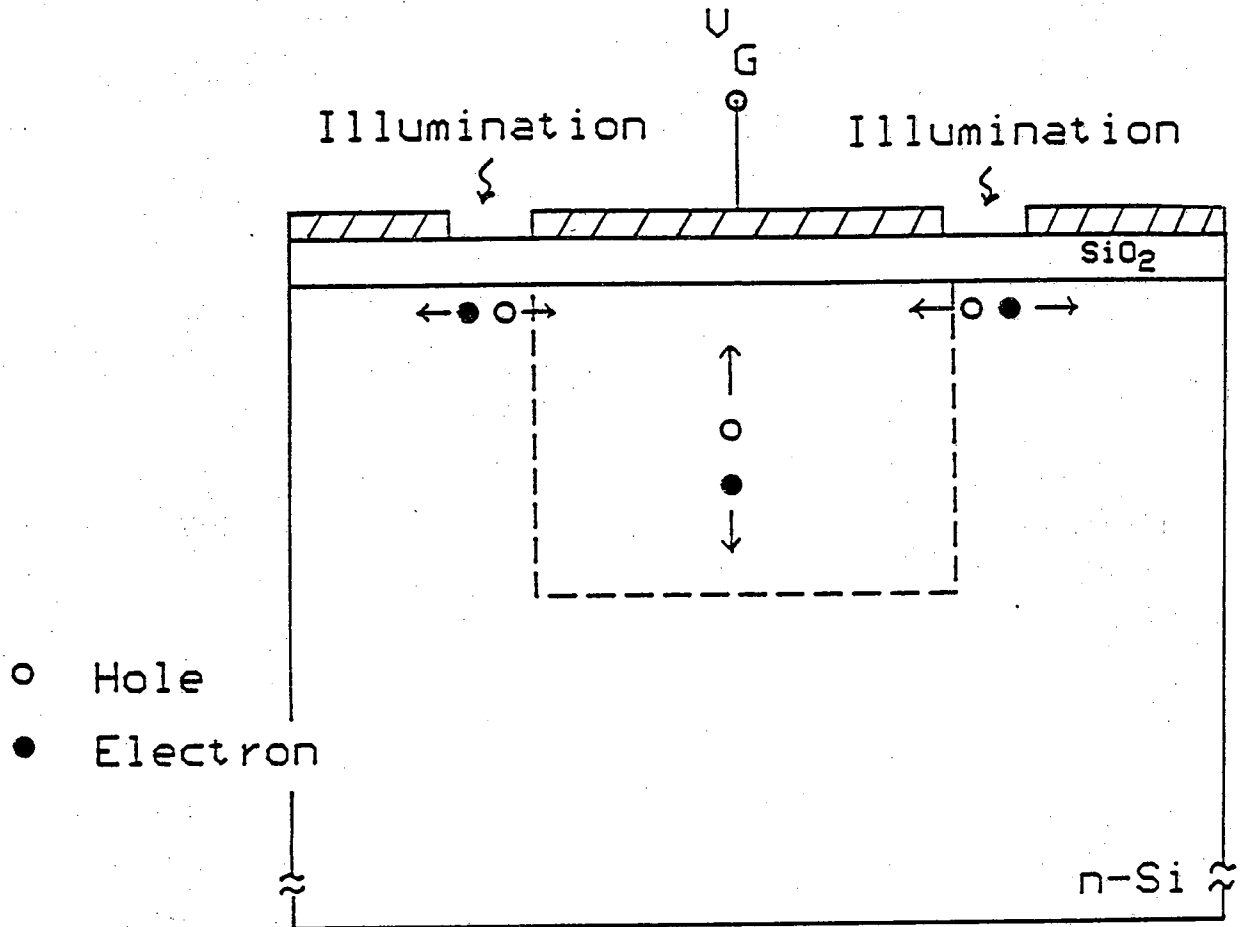 V
G
Illumination
Illumination
SiO2
Hole
Electron
n-Si